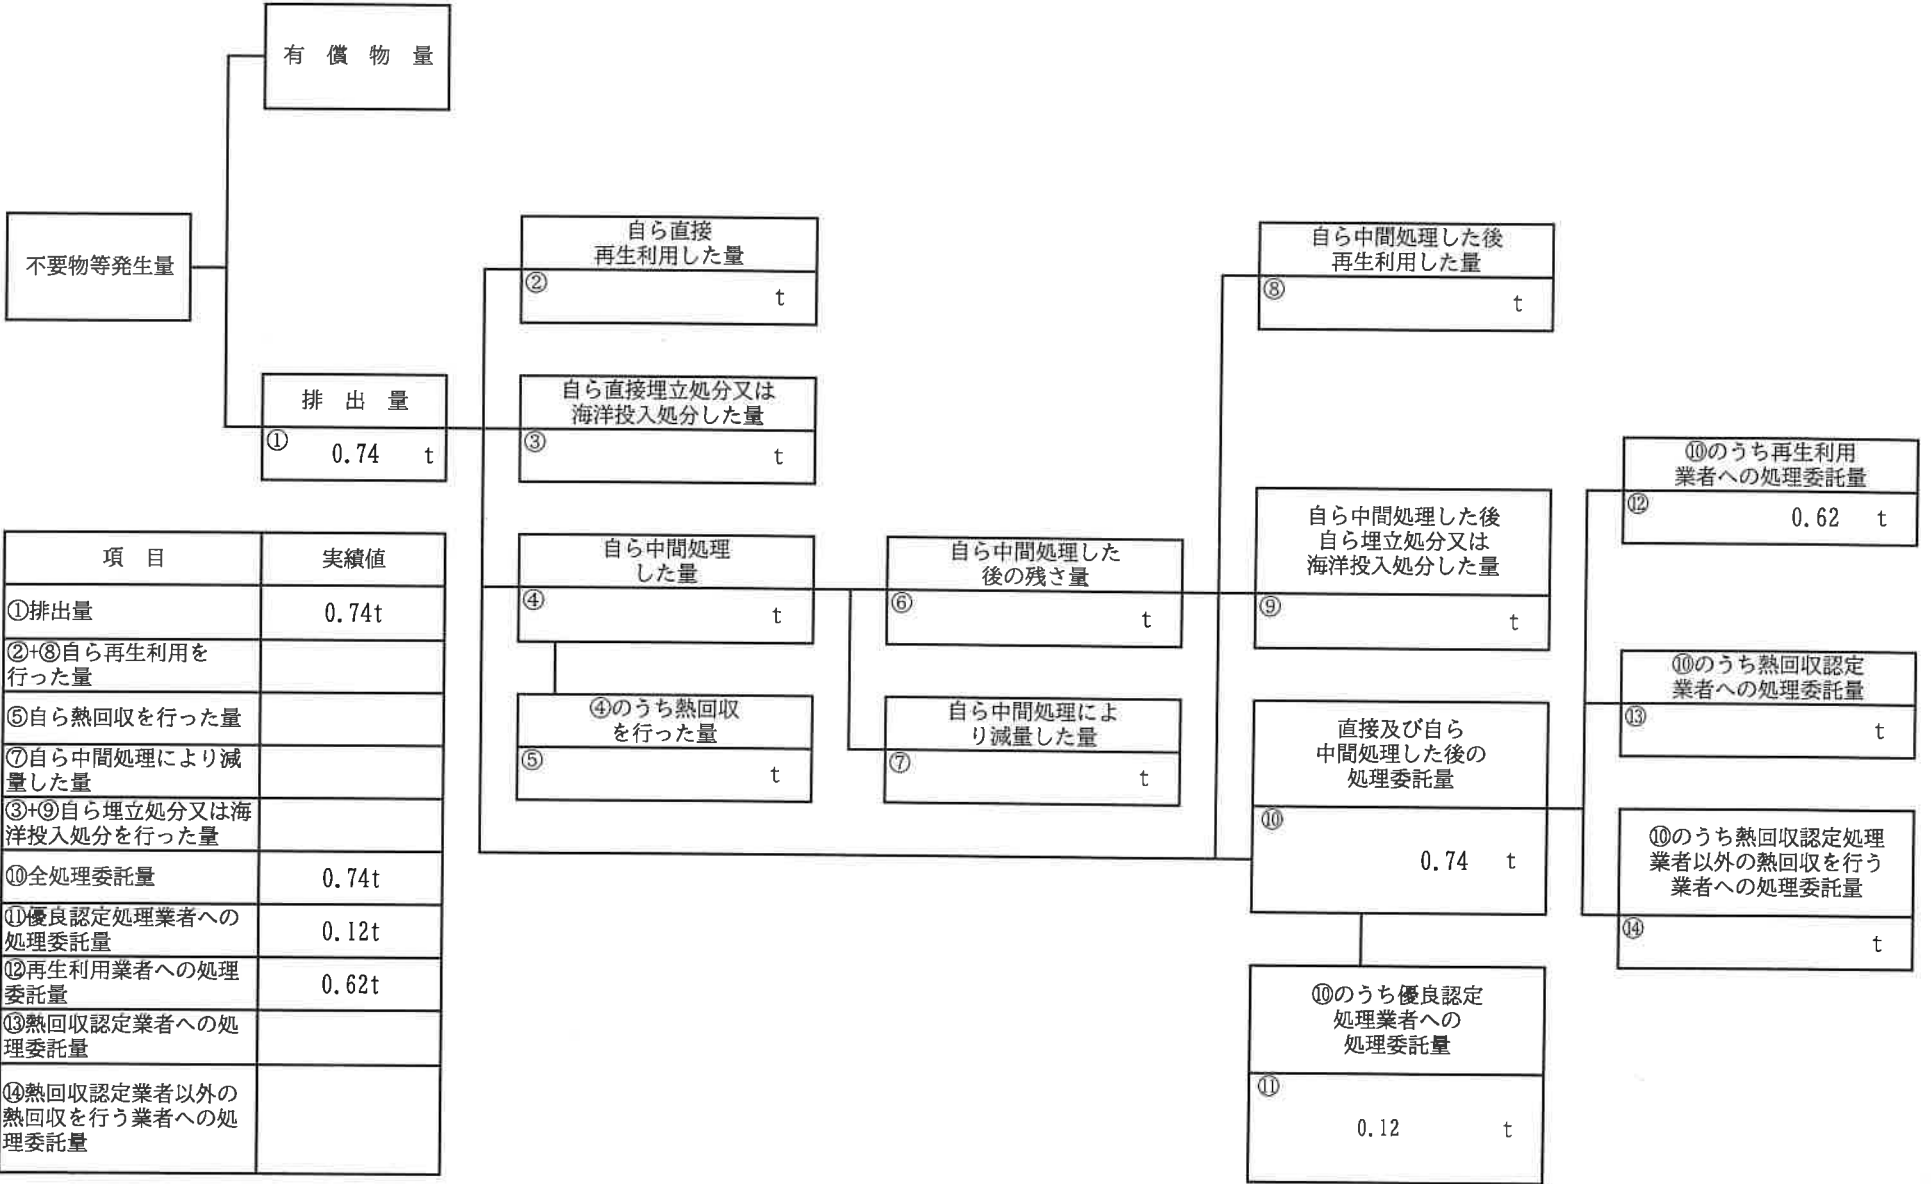 有 償 物 量
不要物等発生量
排 出 量
① 0.74 t
自ら直接
再生利用した量
② t
自ら直接埋立処分又は
海洋投入処分した量
③ t
自ら中間処理
した量
④ t
④のうち熱回収
を行った量
⑤ t
自ら中間処理した
後の残さ量
⑥ t
自ら中間処理によ
り減量した量
⑦ t
自ら中間処理した後
再生利用した量
⑧ t
自ら中間処理した後
自ら埋立処分又は
海洋投入処分した量
⑨ t
直接及び自ら
中間処理した後の
処理委託量
⑩
0.74 t
⑩のうち優良認定
処理業者への
処理委託量
⑪
0.12 t
⑩のうち再生利用
業者への処理委託量
⑫ 0.62 t
⑩のうち熱回収認定
業者への処理委託量
⑬ t
⑩のうち熱回収認定処理
業者以外の熱回収を行う
業者への処理委託量
⑭ t
項 目 実績値
①排出量 0.74t
②+⑧自ら再生利用を
行った量
⑤自ら熱回収を行った量
⑦自ら中間処理により減
量した量
③+⑨自ら埋立処分又は海
洋投入処分を行った量
⑩全処理委託量 0.74t
⑪優良認定処理業者への
処理委託量 0.12t
⑫再生利用業者への処理
委託量 0.62t
⑬熱回収認定業者への処
理委託量
⑭熱回収認定業者以外の
熱回収を行う業者への処
理委託量